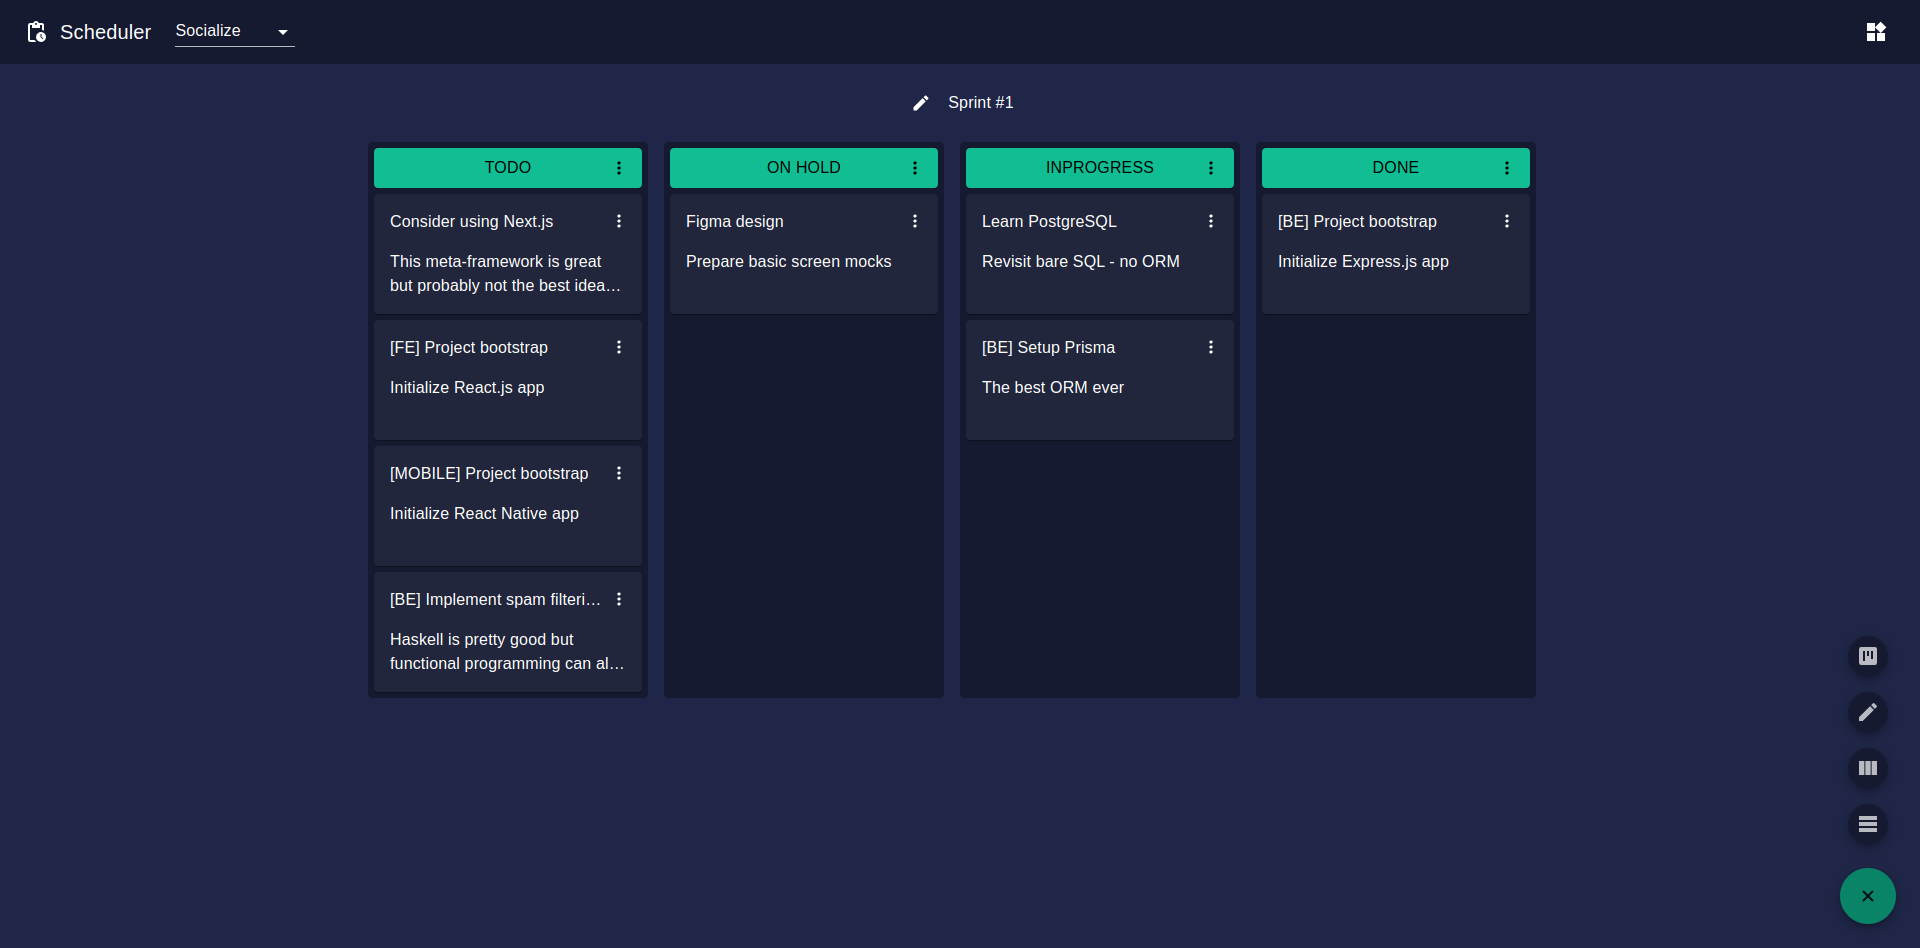 Scheduler
Socialize
Sprint #1
TODO
Consider using Next.js
This meta-framework is great
but probably not the best idea…
[FE] Project bootstrap
Initialize React.js app
[MOBILE] Project bootstrap
Initialize React Native app
[BE] Implement spam filteri…
Haskell is pretty good but
functional programming can al…
ON HOLD
Figma design
Prepare basic screen mocks
INPROGRESS
Learn PostgreSQL
Revisit bare SQL - no ORM
[BE] Setup Prisma
The best ORM ever
DONE
[BE] Project bootstrap
Initialize Express.js app